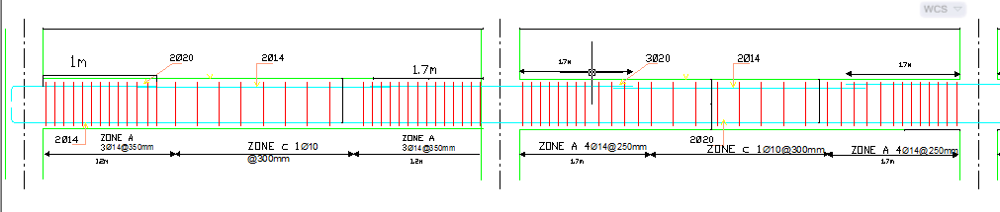 WCS
1m
2Ø20
2Ø14
1.7m
1.7m
3Ø20
2Ø14
1.7m
2Ø14
ZONE A
3Ø14@350mm
1.2m
ZONE c 1Ø10
@300mm
ZONE A
3Ø14@350mm
1.2m
ZONE A 4Ø14@250mm
1.7m
2Ø20
ZONE c 1Ø10@300mm
ZONE A 4Ø14@250mm
1.7m